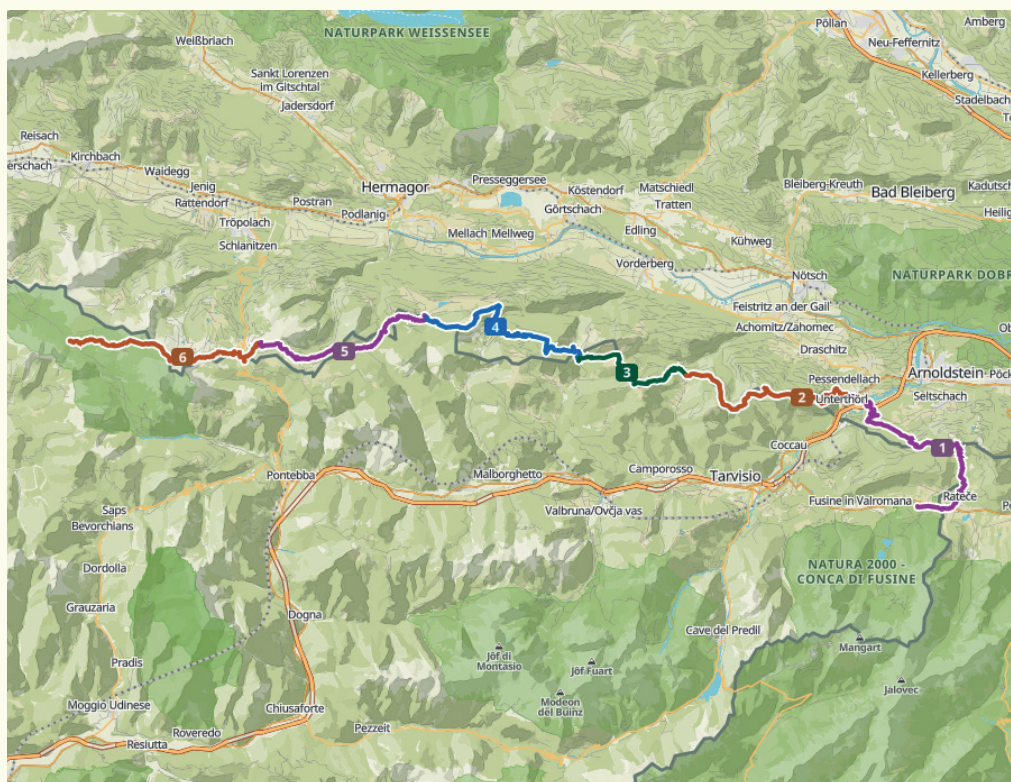 Pöllan
Amberg
NATURPARK WEISSENSEE
Weißbriach
Neu-Feffernitz
Kellerberg
Sankt Lorenzen
im Gitschtal
Jadersdorf
Stadelbach
Reisach
Kirchbach
erschach
Waidegg
Jenig
Rattendorf
Postran
Podlanig
Tröpolach
Schlanitzen
Hermagor
Presseggersee
Köstendorf
Görtschach
Mellach
Mellweg
Matschiedl
Tratten
Edling
Kühweg
Vorderberg
Bleiberg-Kreuth
Kadutsch
Bad Bleiberg
Heilig
Nötsch
NATURPARK DOBR
Feistritz an der Gail
Achomitz/Zahomec
Draschitz
Arnoldstein
Pöck
Pessendellach
Seltschach
Unterthörl
4
5
6
3
2
1
Coccau
Pontebba
Malborghetto
Camporosso
Tarvisio
Valbruna/Ovčja vas
Fusine in Valromana
Rateče
Saps
Bevorchians
Dordolla
Grauzaria
Pradis
Moggio Udinese
Roveredo
Resiutta
Dogna
Chiusaforte
Pezzeit
NATURA 2000 -
CONCA DI FUSINE
Cave del Predil
Mangart
Jalovec
Jôf di
Montasio
Jôf Fuart
Modeon
del Buinz